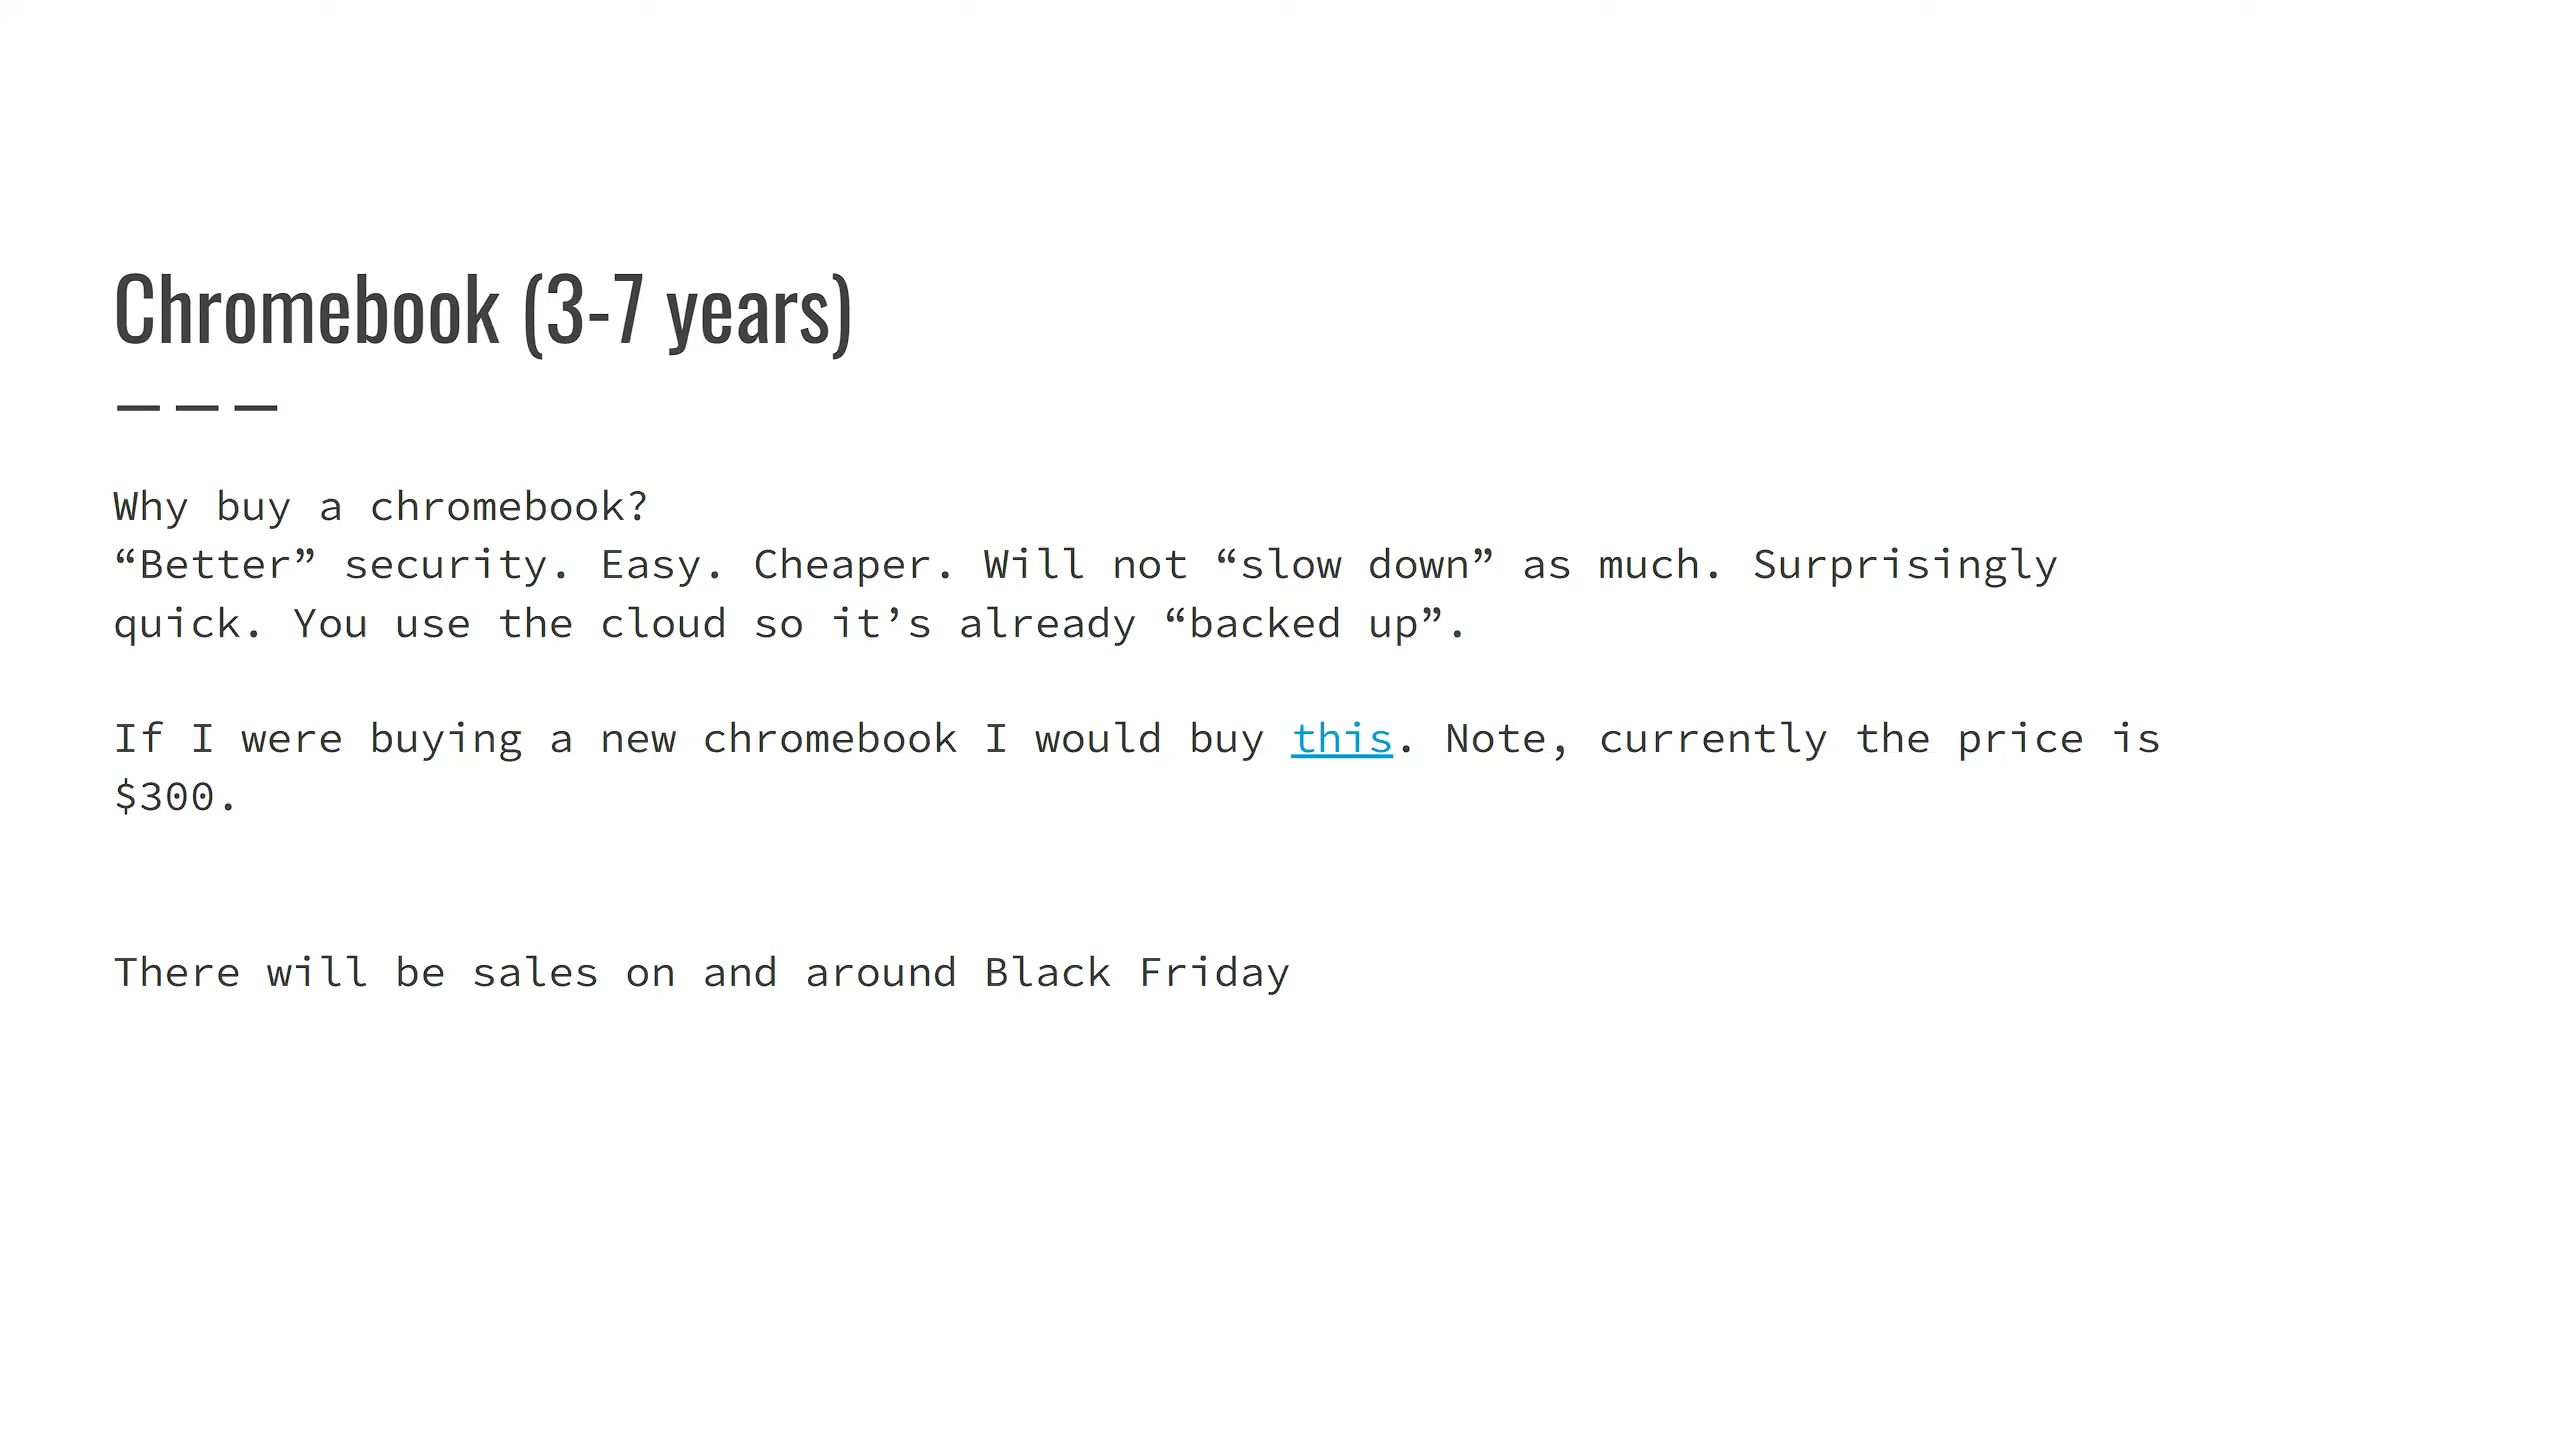 Chromebook (3-7 years)
Why buy a chromebook?
“Better” security. Easy. Cheaper. Will not “slow down” as much. Surprisingly
quick. You use the cloud so it’s already “backed up”.
If I were buying a new chromebook I would buy this. Note, currently the price is
$300.
There will be sales on and around Black Friday